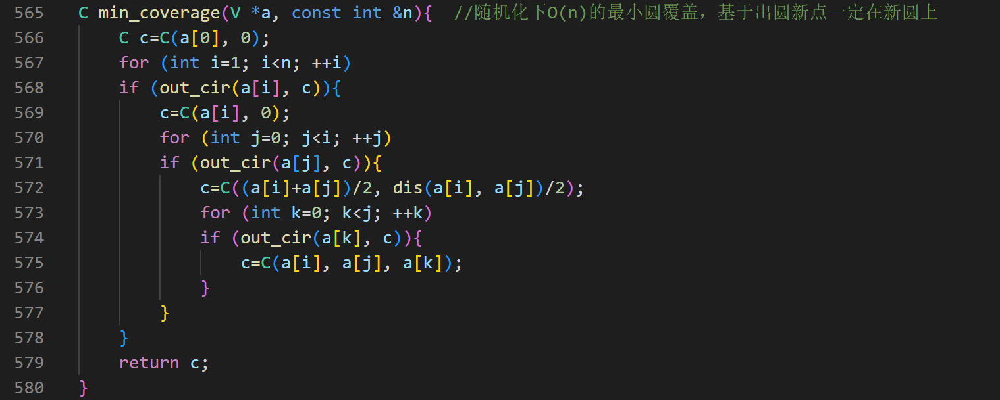 565 C min_coverage(V *a, const int &n){ //随机化下O(n)的最小圆覆盖，基于出圆新点一定在新圆上
566 C c=C(a[0], 0);
567 for (int i=1; i<n; ++i)
568 if (out_cir(a[i], c)){
569 c=C(a[i], 0);
570 for (int j=0; j<i; ++j)
571 if (out_cir(a[j], c)){
572 c=C((a[i]+a[j])/2, dis(a[i], a[j])/2);
573 for (int k=0; k<j; ++k)
574 if (out_cir(a[k], c)){
575 c=C(a[i], a[j], a[k]);
576 }
577 }
578 }
579 return c;
580 }